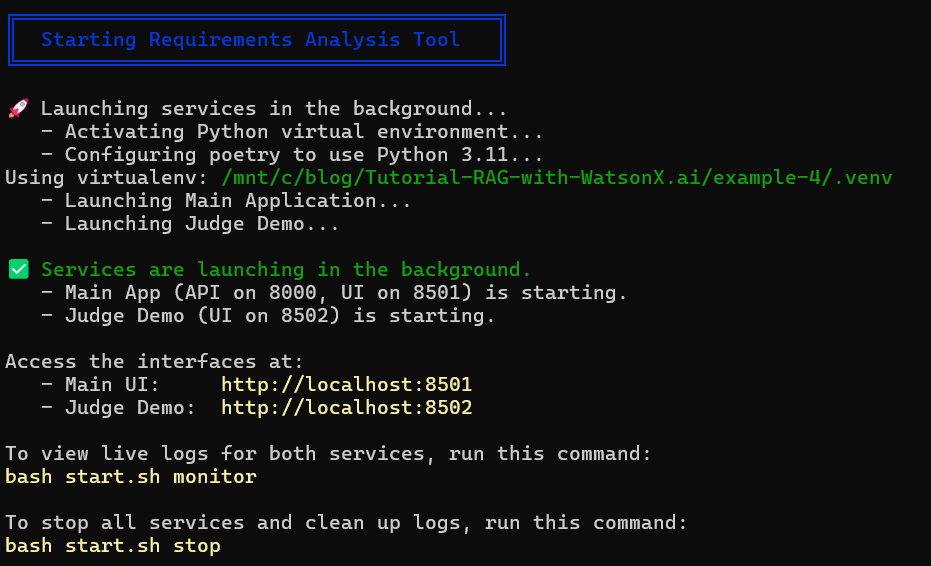 Starting Requirements Analysis Tool
🚀 Launching services in the background...
- Activating Python virtual environment...
- Configuring poetry to use Python 3.11...
Using virtualenv: /mnt/c/blog/Tutorial-RAG-with-WatsonX.ai/example-4/.venv
- Launching Main Application...
- Launching Judge Demo...
✅ Services are launching in the background.
- Main App (API on 8000, UI on 8501) is starting.
- Judge Demo (UI on 8502) is starting.
Access the interfaces at:
- Main UI: http://localhost:8501
- Judge Demo: http://localhost:8502
To view live logs for both services, run this command:
bash start.sh monitor
To stop all services and clean up logs, run this command:
bash start.sh stop